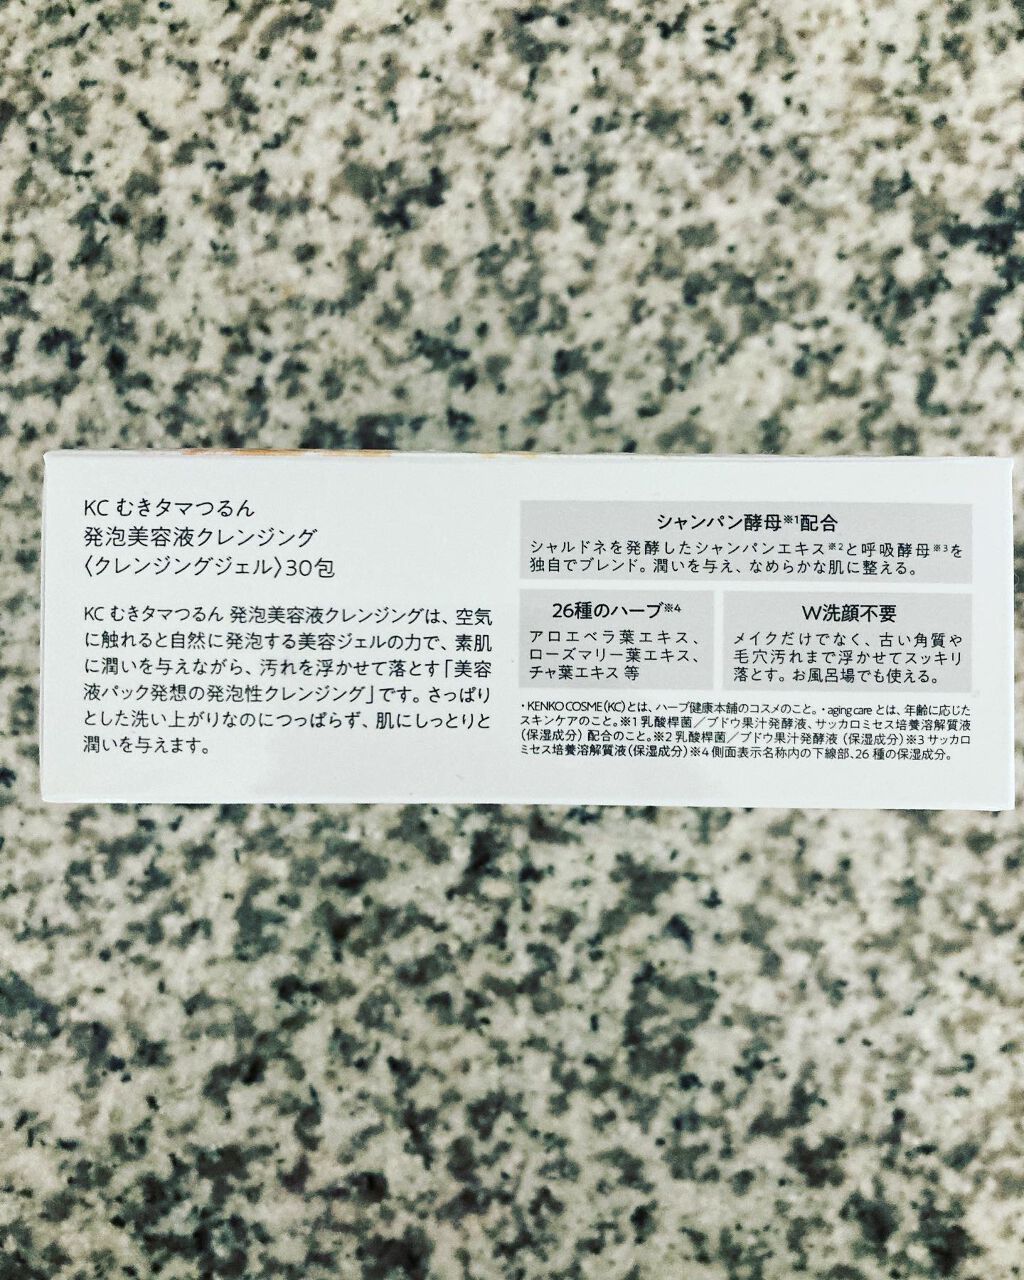 KC むきタマつるん
発泡美容液クレンジング
〈クレンジングジェル〉30包
KC むきタマつるん 発泡美容液クレンジングは、空気
に触れると自然に発泡する美容ジェルの力で、素肌
に潤いを与えながら、汚れを浮かせて落とす「美容
液パック発想の発泡性クレンジング」です。さっぱり
とした洗い上がりなのにつっぱらず、肌にしっとりと
潤いを与えます。
シャンパン酵母※1配合
シャルドネを発酵したシャンパンエキス※2と呼吸酵母※3を
独自でブレンド。潤いを与え、なめらかな肌に整える。
26種のハーブ※4
アロエベラ葉エキス、
ローズマリー葉エキス、
チャ葉エキス 等
W洗顔不要
メイクだけでなく、古い角質や
毛穴汚れまで浮かせてスッキリ
落とす。お風呂場でも使える。
・KENKO COSME(KC)とは、ハーブ健康本舗のコスメのこと。・aging careとは、年齢に応じた
スキンケアのこと。※1 乳酸桿菌／ブドウ果汁発酵液、サッカロミセス培養溶解質液
（保湿成分）配合のこと。※2 乳酸桿菌／ブドウ果汁発酵液（保湿成分）※3 サッカロ
ミセス培養溶解質液（保湿成分）※4 側面表示名称内の下線部、26 種の保湿成分。